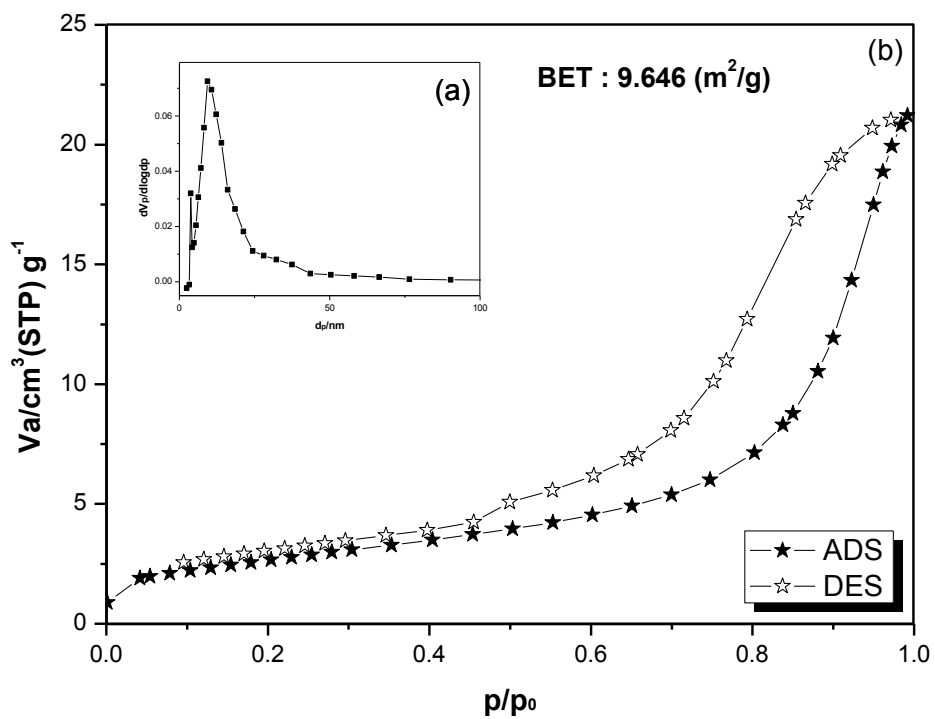 (b)
BET : 9.646 (m²/g)
(a)
dVₚ/dlogdp
0.06
0.04
0.02
0.00
0
50
100
dₚ/nm
Va/cm³(STP) g⁻¹
25
20
15
10
5
0
0.0
0.2
0.4
0.6
0.8
1.0
p/p₀
ADS
DES